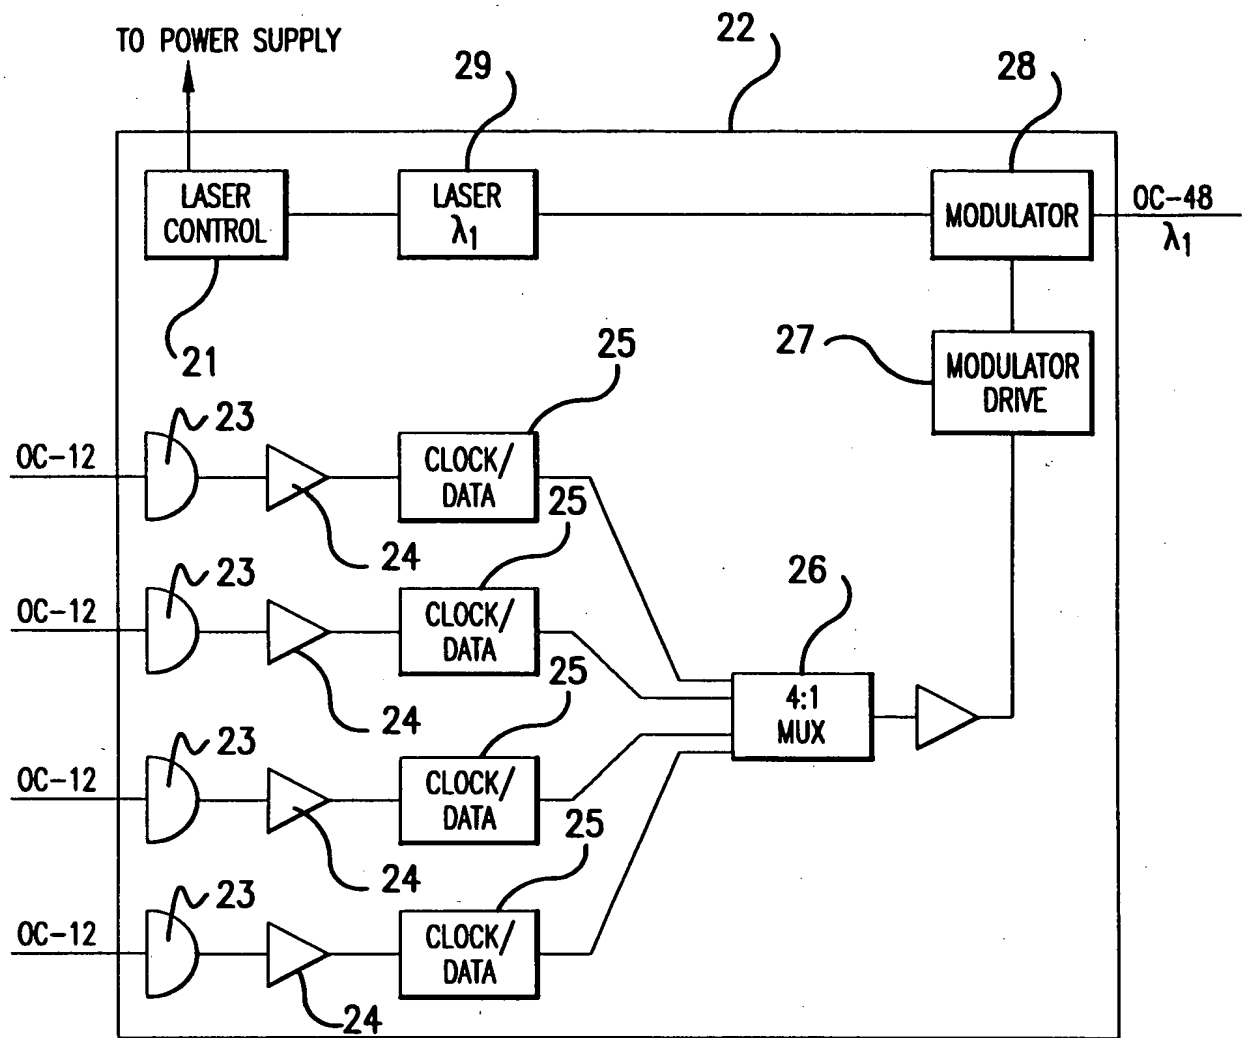 TO POWER SUPPLY
22
29
28
LASER
CONTROL
LASER
λ1
MODULATOR
OC-48
λ1
21
25
27
MODULATOR
DRIVE
23
OC-12
CLOCK/
DATA
24
25
23
OC-12
CLOCK/
DATA
26
24
25
4:1
MUX
23
OC-12
CLOCK/
DATA
24
25
23
OC-12
CLOCK/
DATA
24